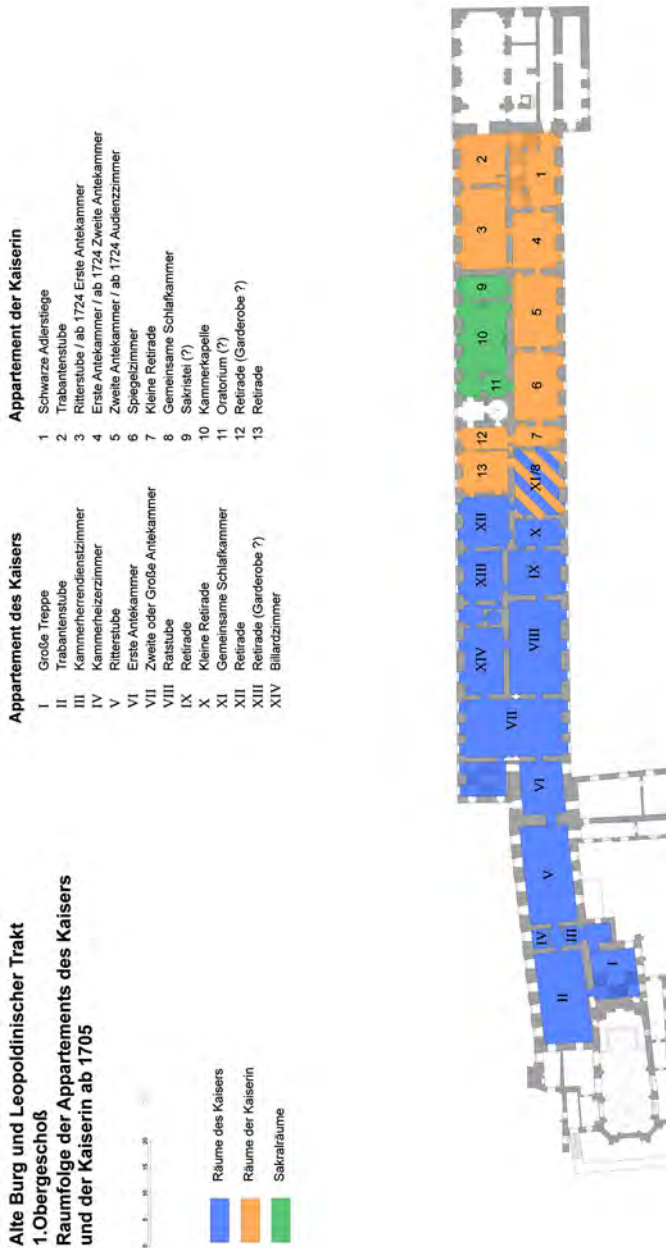 Alte Burg und Leopoldinischer Trakt
1.Obergeschoß
Raumfolge der Appartements des Kaisers
und der Kaiserin ab 1705
0 5 10 15 20
Räume des Kaisers
Räume der Kaiserin
Sakralräume
Appartement des Kaisers
I Große Treppe
II Trabantenstube
III Kammerherrendienstzimmer
IV Kammerheizerzimmer
V Ritterstube
VI Erste Antekammer
VII Zweite oder Große Antekammer
VIII Ratstube
IX Retirade
X Kleine Retirade
XI Gemeinsame Schlafkammer
XII Retirade
XIII Retirade (Garderobe ?)
XIV Billardzimmer
Appartement der Kaiserin
1 Schwarze Adlerstiege
2 Trabantenstube
3 Ritterstube / ab 1724 Erste Antekammer
4 Erste Antekammer / ab 1724 Zweite Antekammer
5 Zweite Antekammer / ab 1724 Audienzzimmer
6 Spiegelzimmer
7 Kleine Retirade
8 Gemeinsame Schlafkammer
9 Sakristei (?)
10 Kammerkapelle
11 Oratorium (?)
12 Retirade (Garderobe ?)
13 Retirade
II
I
IV
III
V
VI
VII
XIV
VIII
XIII
IX
XII
X
13
XI/8
12
7
11
6
10
9
5
3
4
2
1